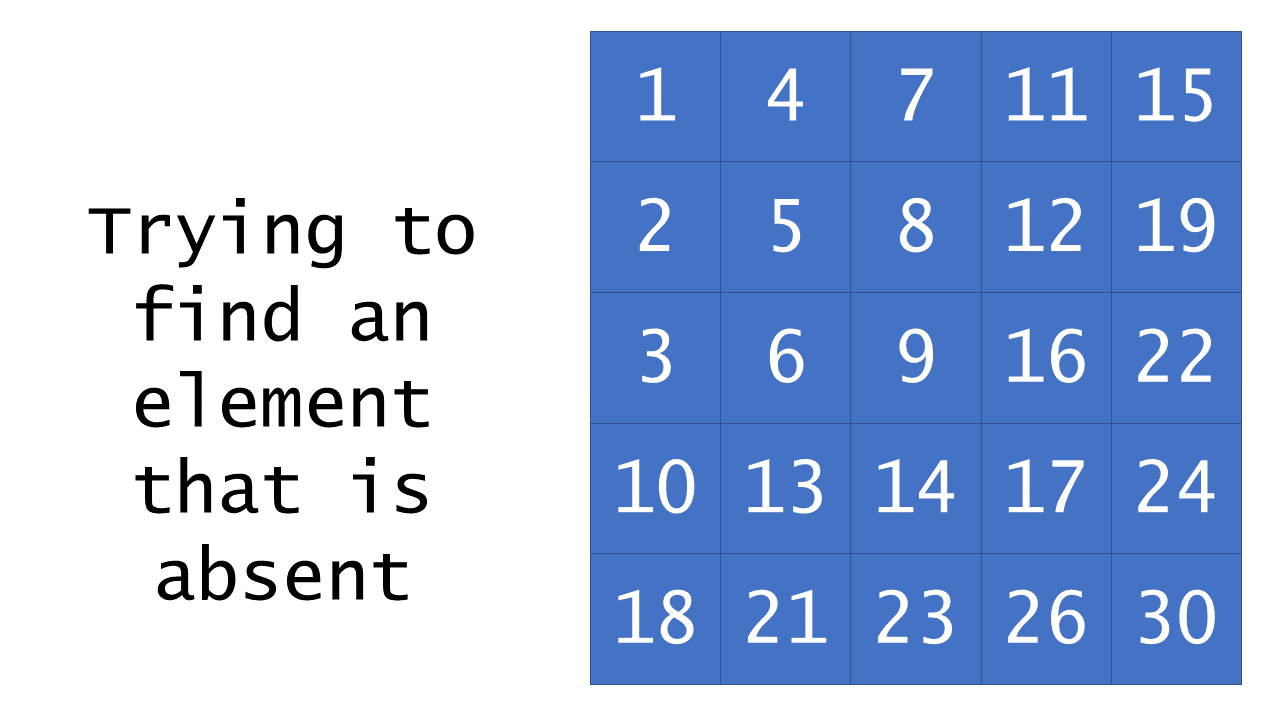 Trying to
find an
element
that is
absent
1 4 7 11 15
2 5 8 12 19
3 6 9 16 22
10 13 14 17 24
18 21 23 26 30